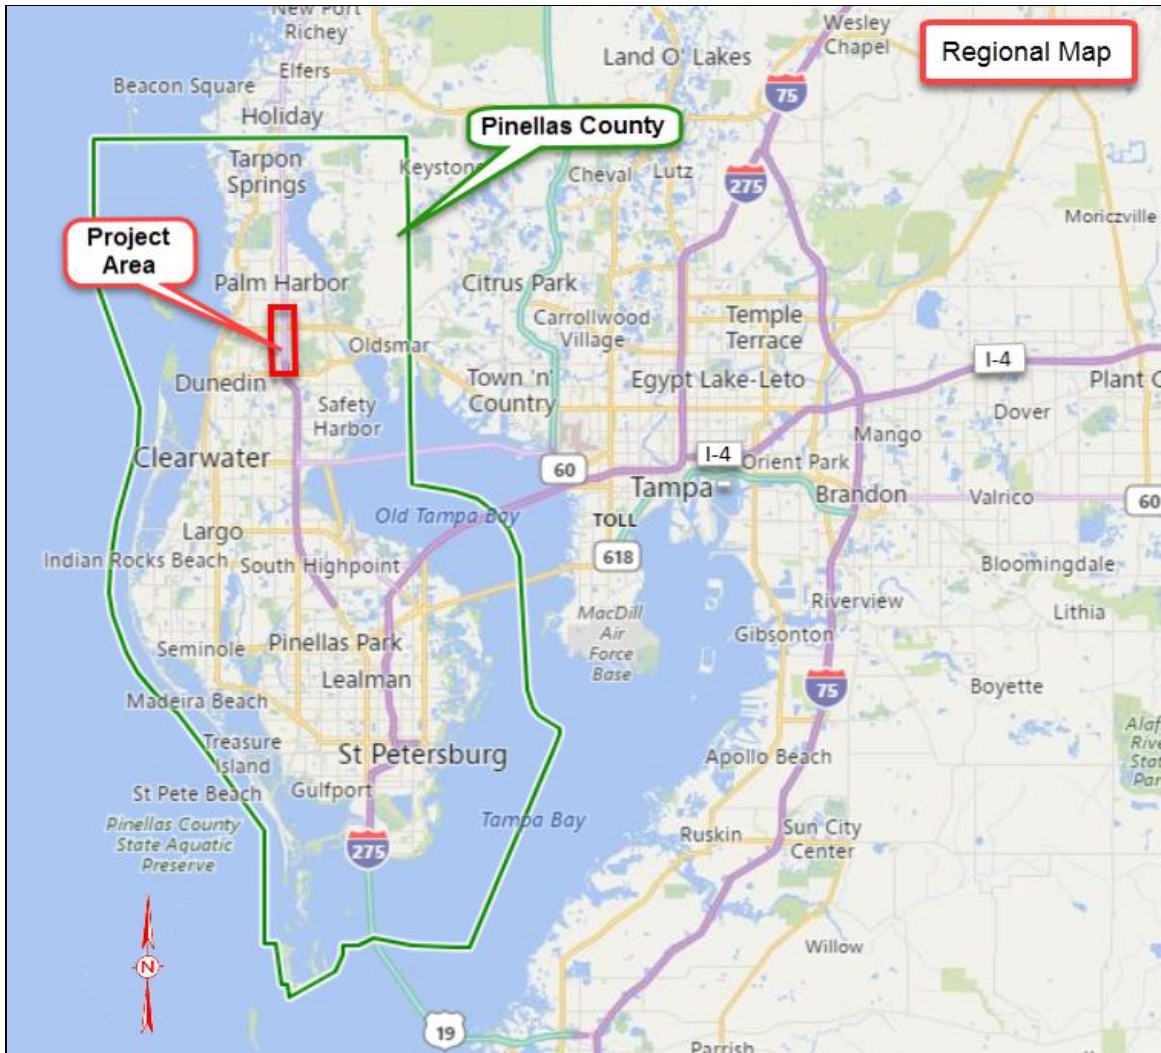 New Port
Richey
Wesley
Chapel
Regional Map
Land O' Lakes
Elfers
Beacon Square
75
Holiday
Pinellas County
Tarpon
Springs
Keystone
Cheval
Lutz
275
Moriczville
Project
Area
Palm Harbor
Citrus Park
Carrollwood
Village
Temple
Terrace
Oldsmar
I-4
Dunedin
Town 'n'
Country
Egypt Lake-Leto
Plant C
Safety
Harbor
Dover
Mango
Clearwater
60
I-4
Orient Park
Tampa
Brandon
Valrico
60
Old Tampa Bay
TOLL
618
Largo
Indian Rocks Beach
South Highpoint
Bloomingdale
MacDill
Air
Force
Base
Riverview
Lithia
Gibsonton
Seminole
Pinellas Park
Lealman
75
Boyette
Madeira Beach
Treasure
Island
St Petersburg
Apollo Beach
Alaf
Rive
Stat
Par
St Pete Beach
Gulfport
Pinellas County
State Aquatic
Preserve
Tampa Bay
275
Ruskin
Sun City
Center
N
Willow
19
Parrish